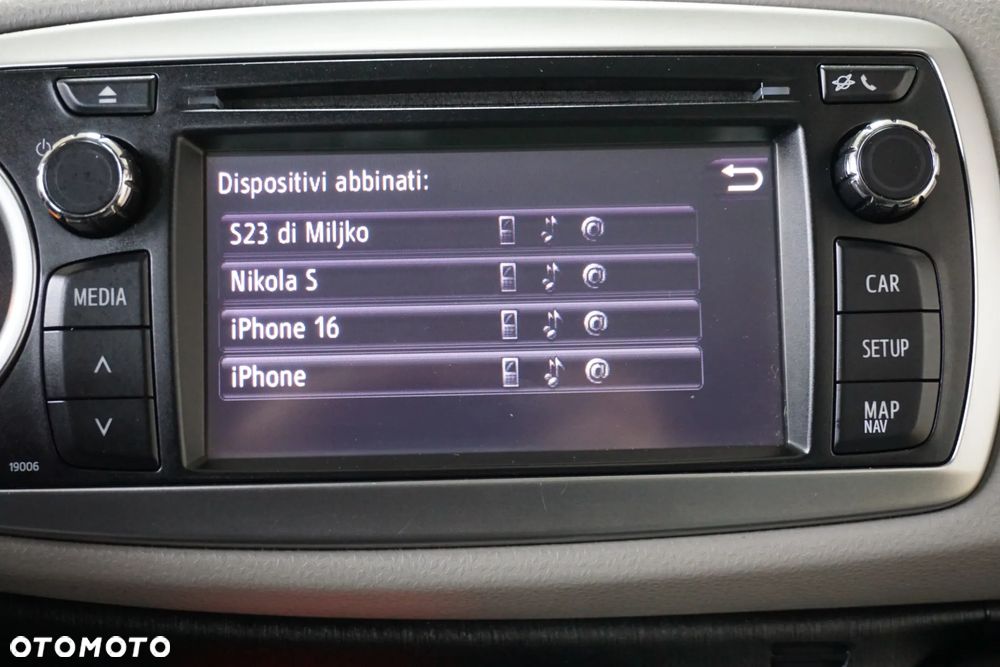 Dispositivi abbinati:
S23 di Miljko
Nikola S
iPhone 16
iPhone
MEDIA
CAR
SETUP
MAP
NAV
19006
OTOMOTO